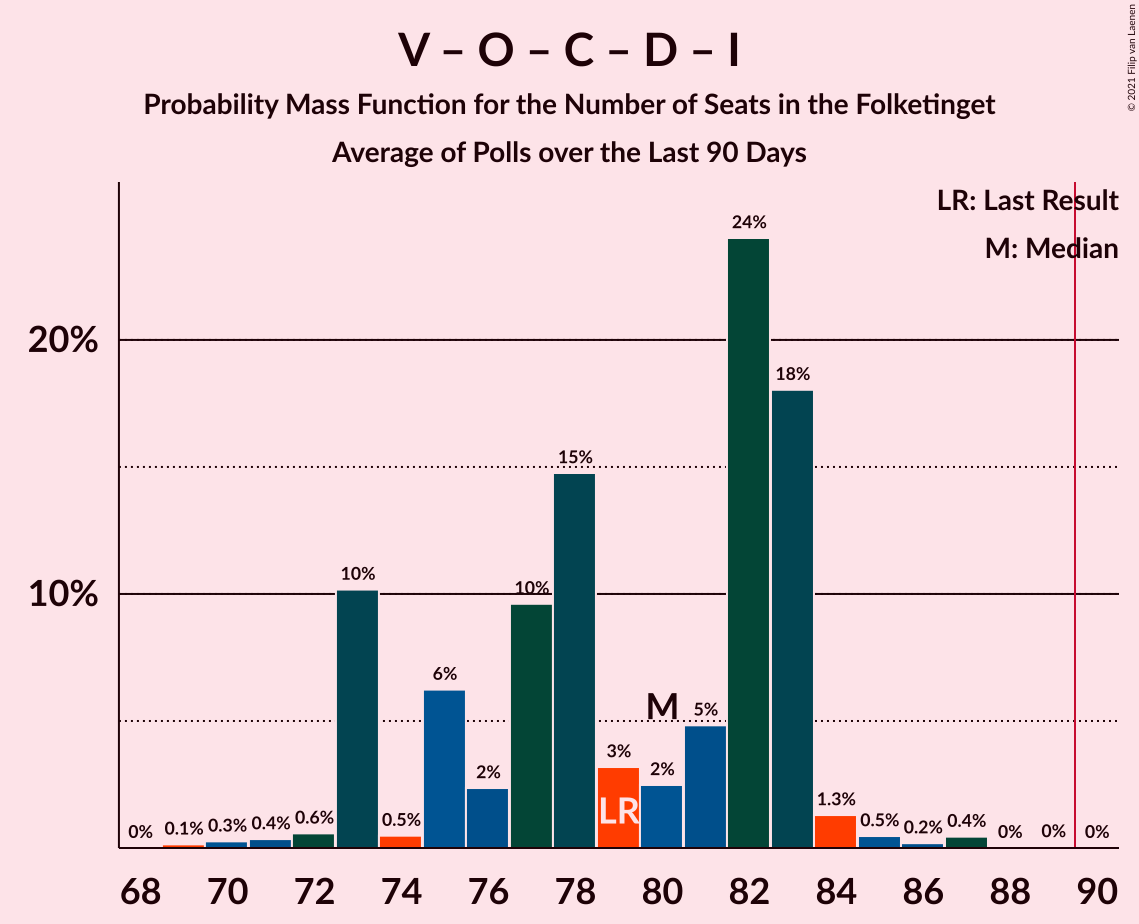 V – O – C – D – I
Probability Mass Function for the Number of Seats in the Folketinget
Average of Polls over the Last 90 Days
© 2021 Filip van Laenen
LR: Last Result
M: Median
24%
20%
18%
15%
10%
10%
10%
6%
M
5%
3%
2%
2%
LR
1.3%
0%
0.1%
0.3%
0.4%
0.6%
0.5%
0.5%
0.2%
0.4%
0%
0%
0%
68 70 72 74 76 78 80 82 84 86 88 90